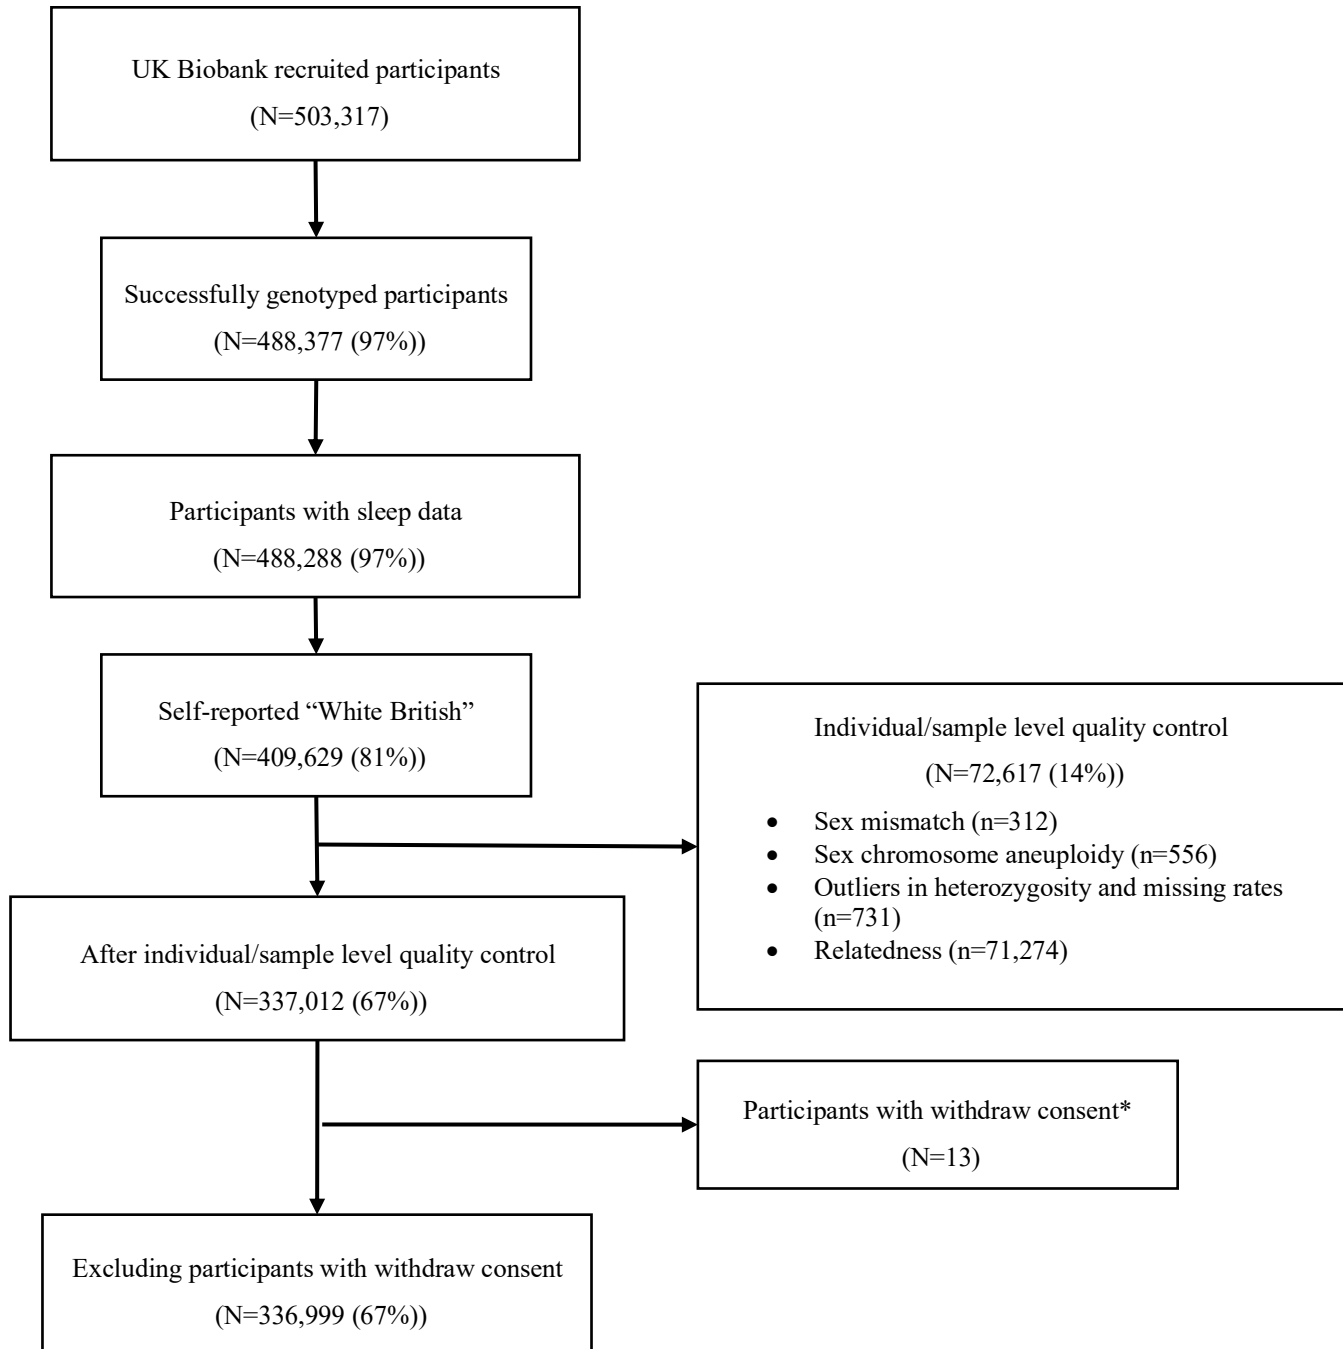 UK Biobank recruited participants
(N=503,317)
Successfully genotyped participants
(N=488,377 (97%))
Participants with sleep data
(N=488,288 (97%))
Self-reported “White British”
(N=409,629 (81%))
Individual/sample level quality control
(N=72,617 (14%))
• Sex mismatch (n=312)
• Sex chromosome aneuploidy (n=556)
• Outliers in heterozygosity and missing rates
(n=731)
• Relatedness (n=71,274)
After individual/sample level quality control
(N=337,012 (67%))
Participants with withdraw consent*
(N=13)
Excluding participants with withdraw consent
(N=336,999 (67%))